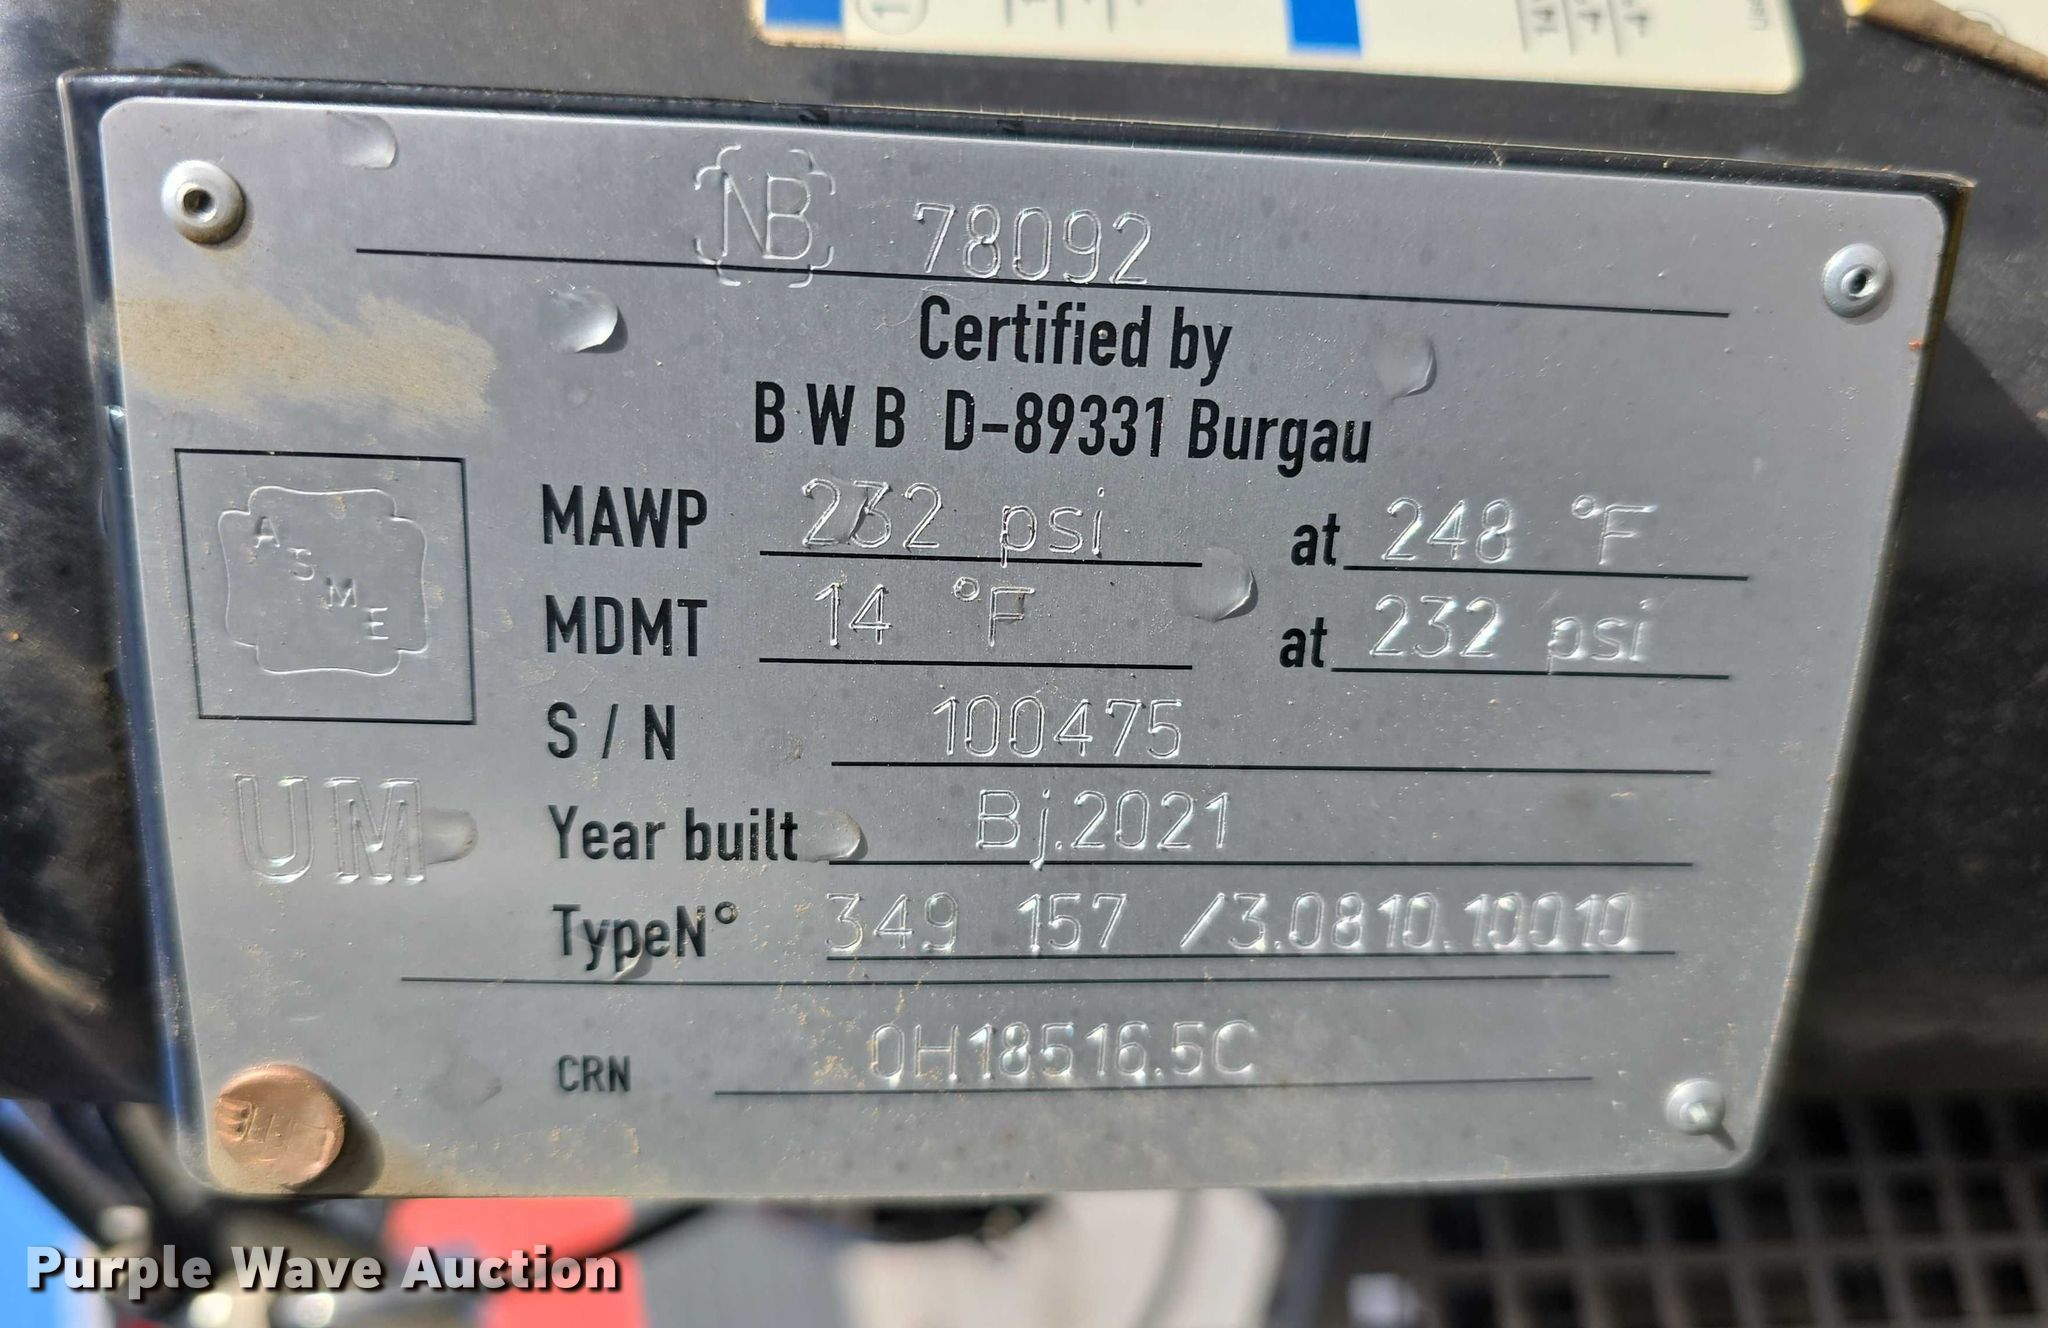 NB 78092
Certified by
BWB D-89331 Burgau
MAWP 232 psi at 248 °F
MDMT 14 °F at 232 psi
S / N 100475
Year built Bj.2021
TypeN° 349 157 /3.0810.10010
CRN 0H18516.5C
ASME
UM
Purple Wave Auction